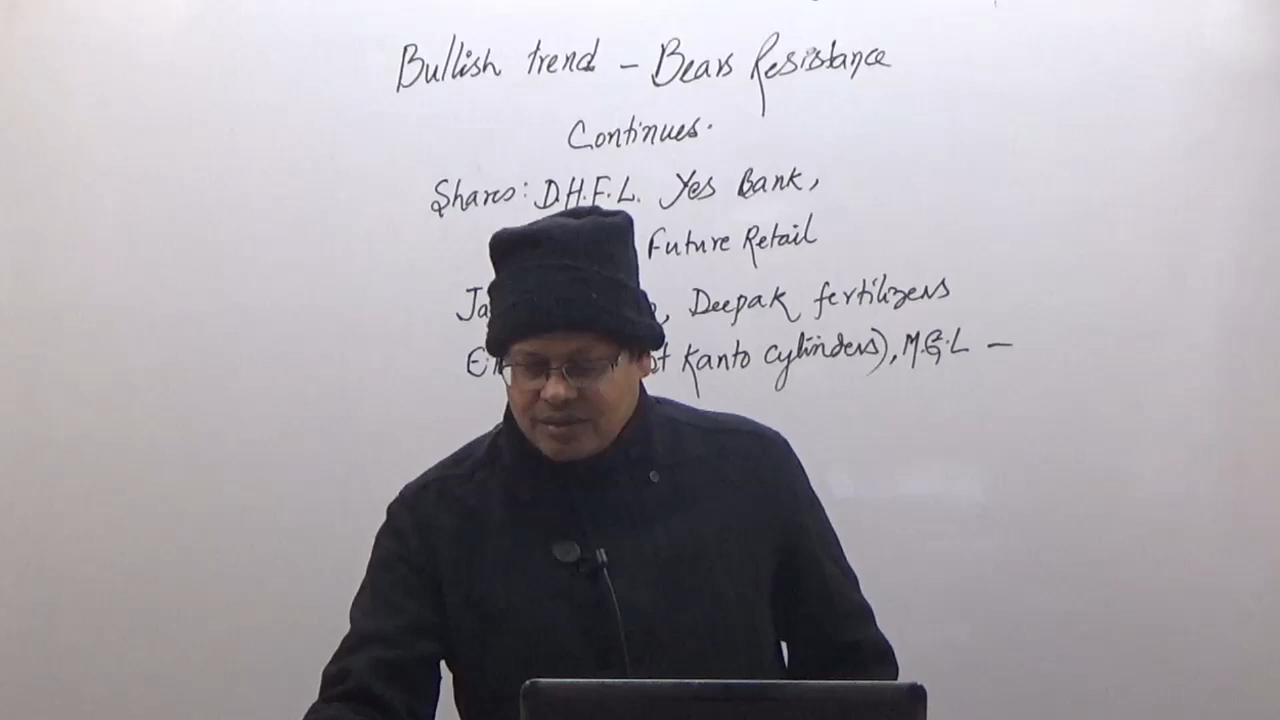 Bullish trend - Bears Resistance
Continues.
Shares: D.H.F.L. Yes Bank,
Future Retail
Deepak fertilizers
Kanto Cylinders), M.G.L -